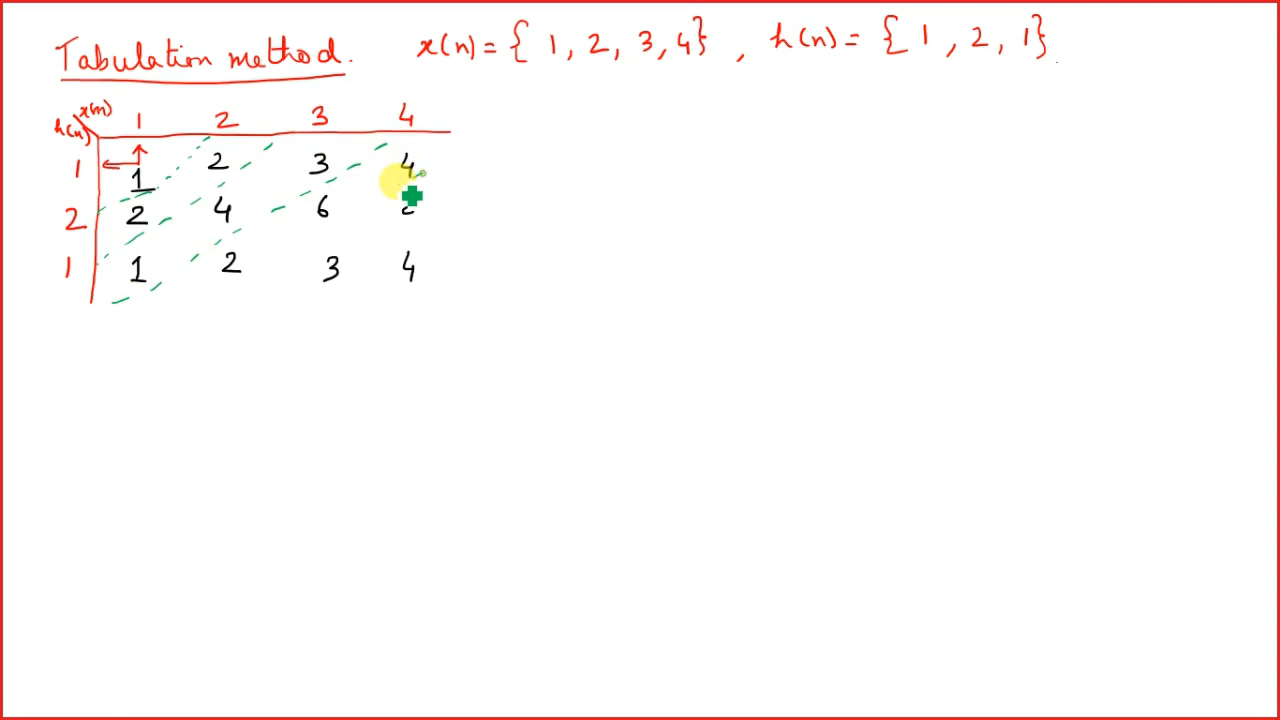 Tabulation method. x(n) = { 1, 2, 3, 4} , h(n) = { 1 , 2, 1}
h(n) x(n) 1 2 3 4
1 1 2 3 4
2 2 4 6
1 1 2 3 4